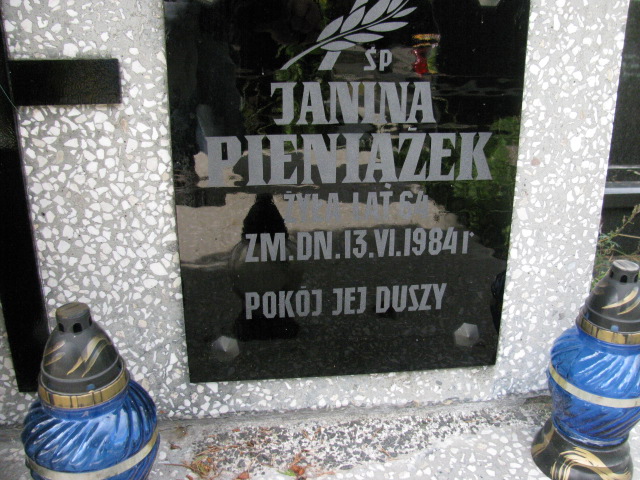 ŚP
JANINA
PIENIĄŻEK
ŻYŁA LAT 64
ZM. DN. 13.VI.1984 r
POKÓJ JEJ DUSZY